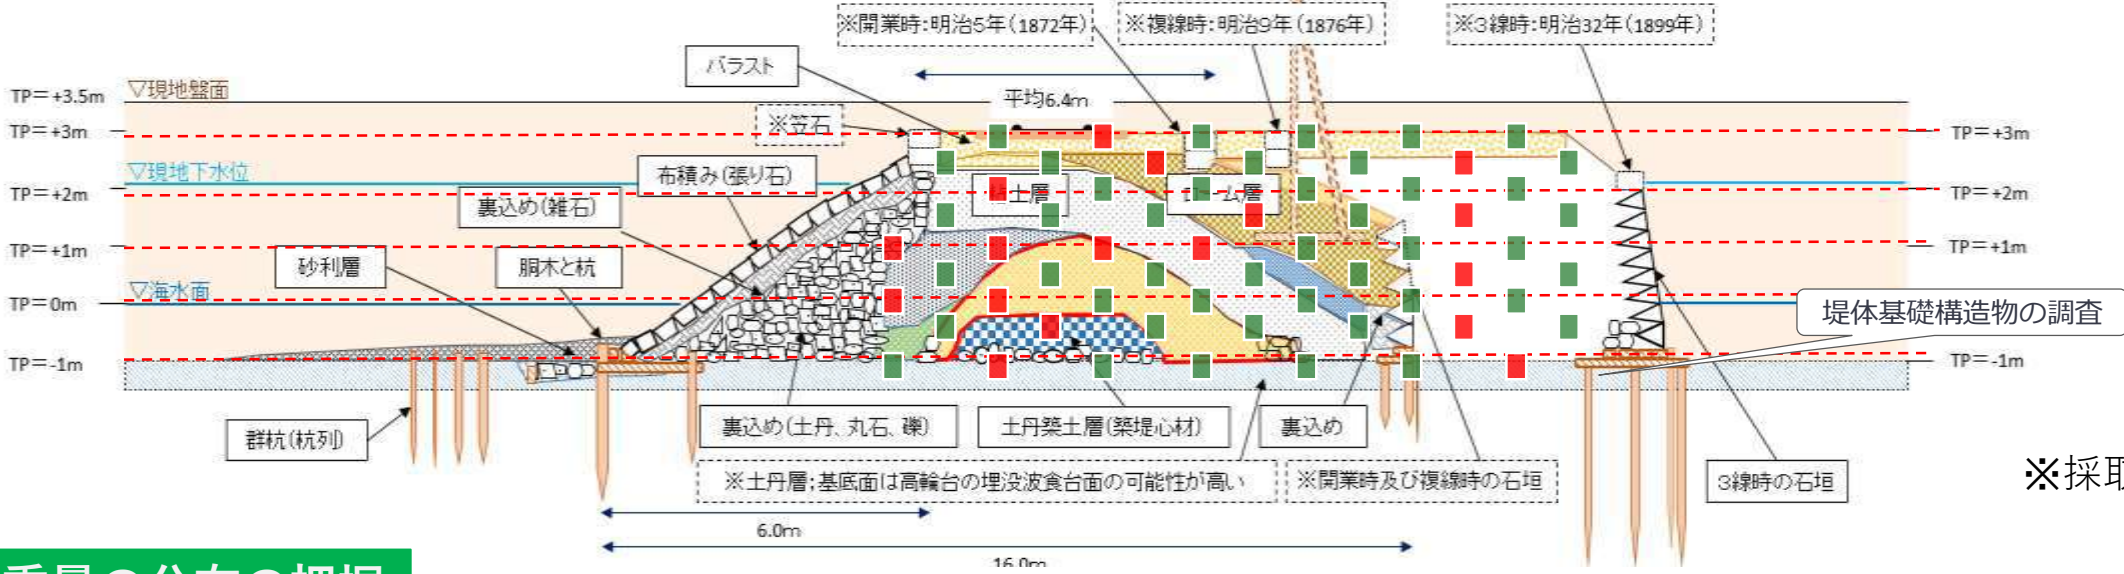 ※開業時:明治5年(1872年)
※複線時:明治9年(1876年)
※3線時:明治32年(1899年)
バラスト
▽現地盤面
TP=+3.5m
平均6.4m
※笠石
TP=+3m
TP=+3m
▽現地下水位
布積み(張り石)
TP=+2m
TP=+2m
裏込め(雑石)
土層
ローム層
TP=+1m
TP=+1m
砂利層
胴木と杭
▽海水面
TP=0m
堤体基礎構造物の調査
TP=-1m
TP=-1m
群杭(杭列)
裏込め(土丹、丸石、礫)
土丹築土層(築堤心材)
裏込め
※土丹層;基底面は高輪台の埋没波食台面の可能性が高い
※開業時及び複線時の石垣
3線時の石垣
※採取
6.0m
16.0m